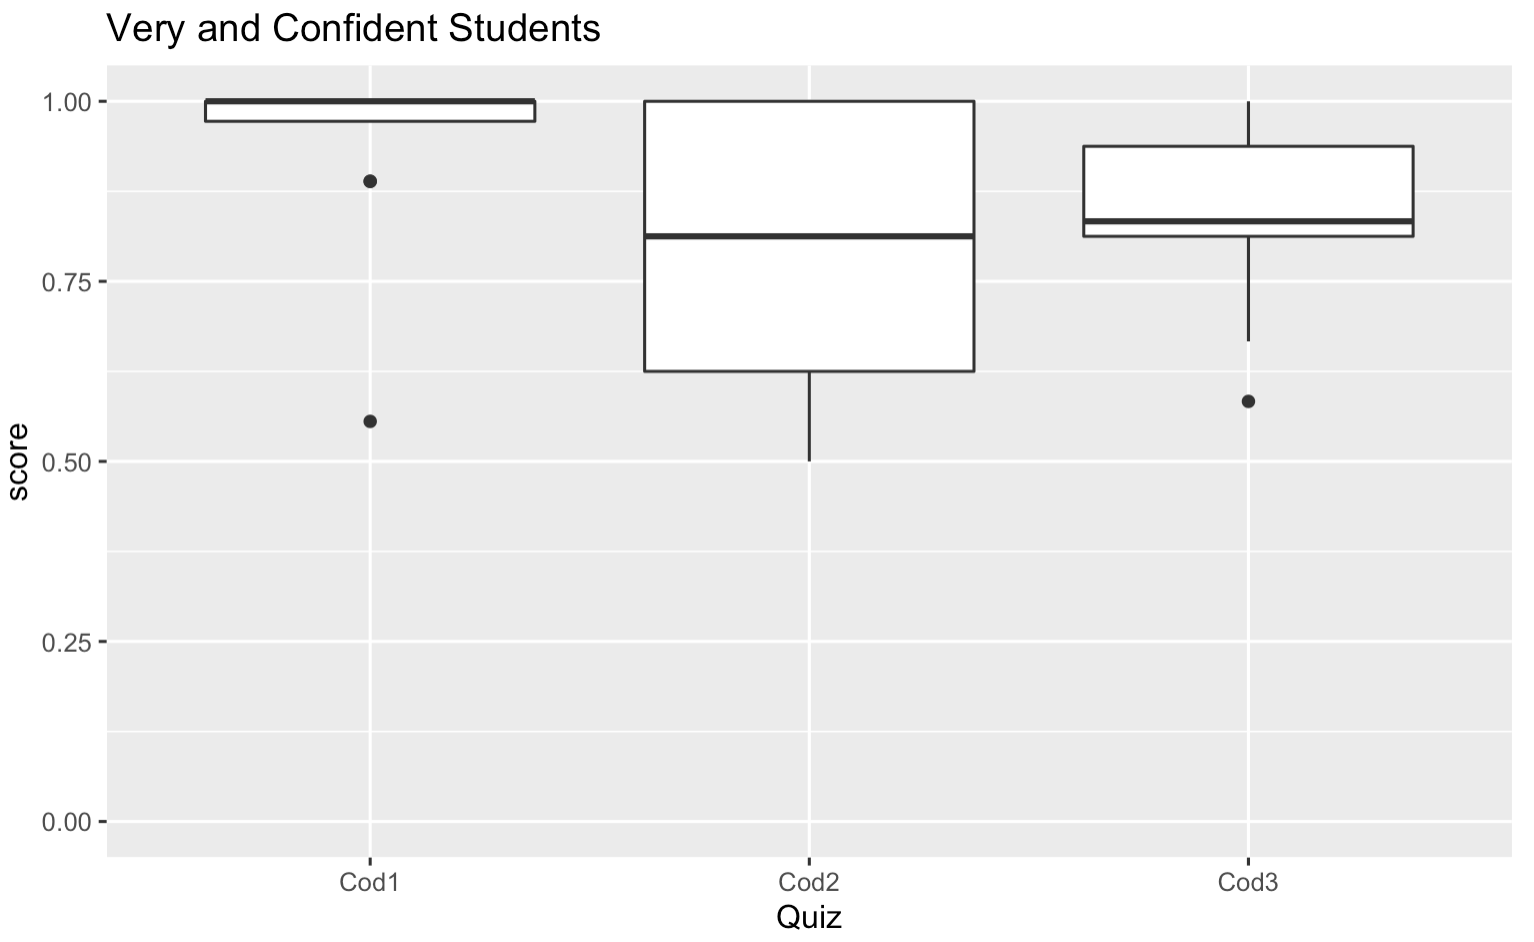 Very and Confident Students
score
1.00
0.75
0.50
0.25
0.00
Cod1 Cod2 Cod3
Quiz